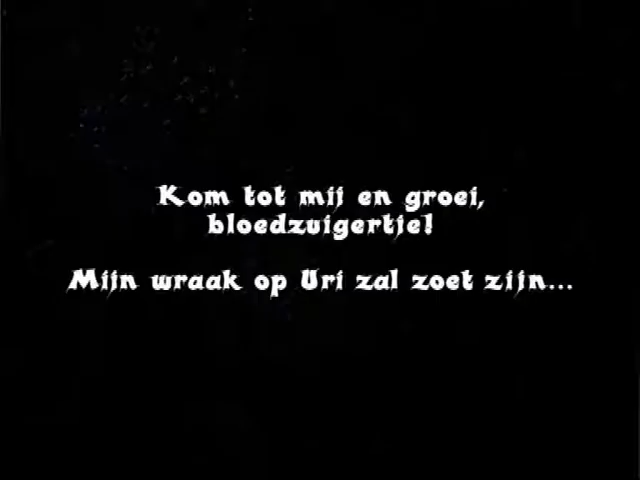 Kom tot mij en groei,
bloedzuigertje!
Mijn wraak op Uri zal zoet zijn...